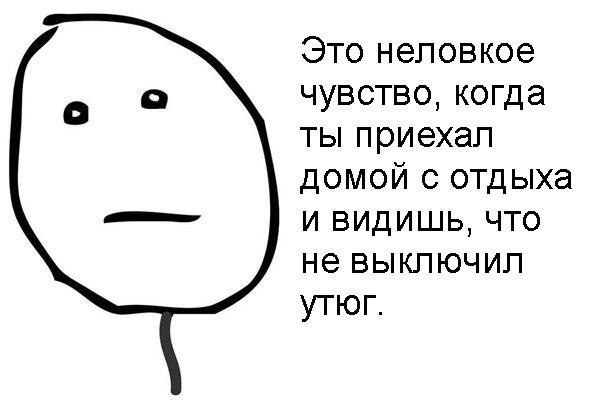 Это неловкое
чувство, когда
ты приехал
домой с отдыха
и видишь, что
не выключил
утюг.